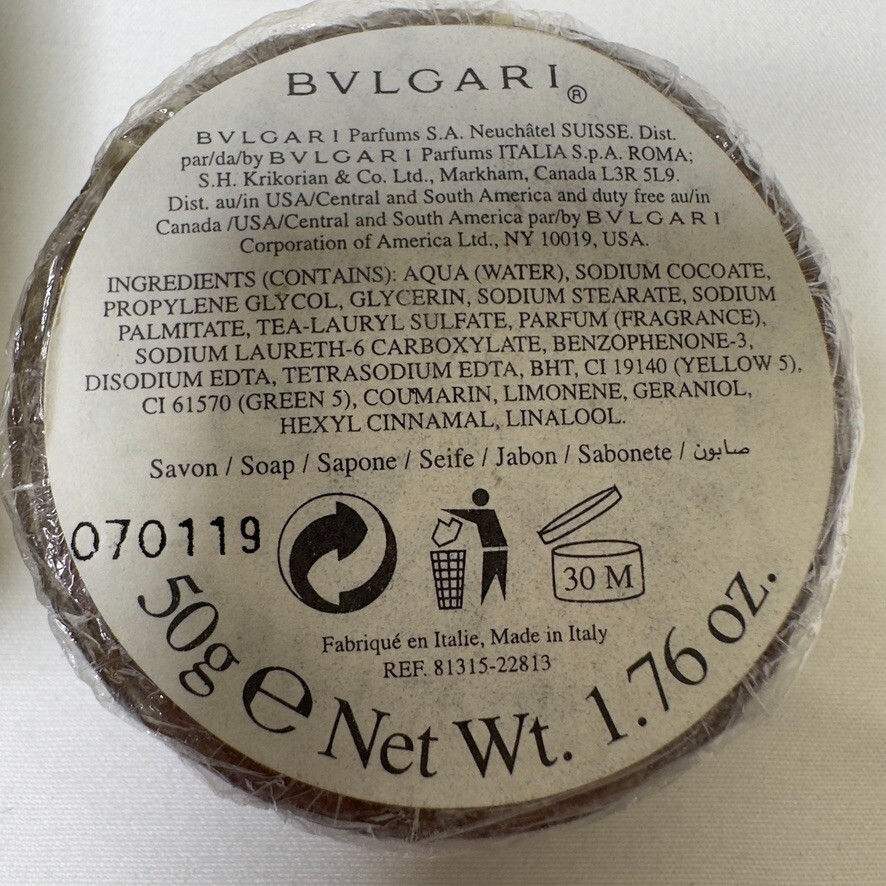 BVLGARI®
BVLGARI Parfums S.A. Neuchâtel SUISSE. Dist.
par/da/by BVLGARI Parfums ITALIA S.p.A. ROMA;
S.H. Krikorian & Co. Ltd., Markham, Canada L3R 5L9.
Dist. au/in USA/Central and South America and duty free au/in
Canada /USA/Central and South America par/by BVLGARI
Corporation of America Ltd., NY 10019, USA.
INGREDIENTS (CONTAINS): AQUA (WATER), SODIUM COCOATE,
PROPYLENE GLYCOL, GLYCERIN, SODIUM STEARATE, SODIUM
PALMITATE, TEA-LAURYL SULFATE, PARFUM (FRAGRANCE),
SODIUM LAURETH-6 CARBOXYLATE, BENZOPHENONE-3,
DISODIUM EDTA, TETRASODIUM EDTA, BHT, CI 19140 (YELLOW 5),
CI 61570 (GREEN 5), COUMARIN, LIMONENE, GERANIOL,
HEXYL CINNAMAL, LINALOOL.
Savon / Soap / Sapone / Seife / Jabon / Sabonete / صابون
070119
30 M
Fabriqué en Italie, Made in Italy
REF. 81315-22813
50g e Net Wt. 1.76 oz.